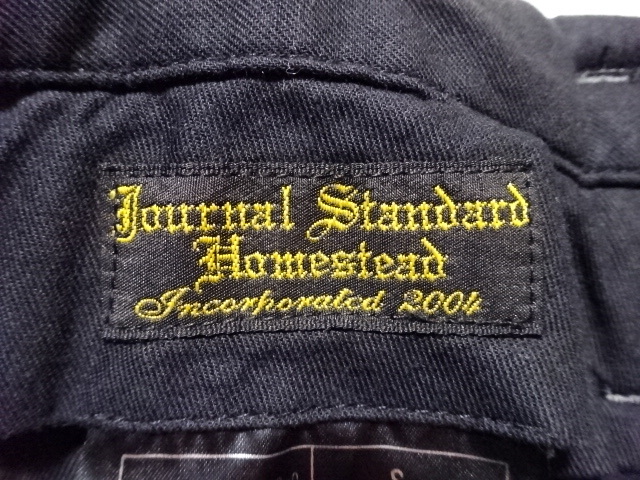 Journal Standard
Homestead
Incorporated 2004
S